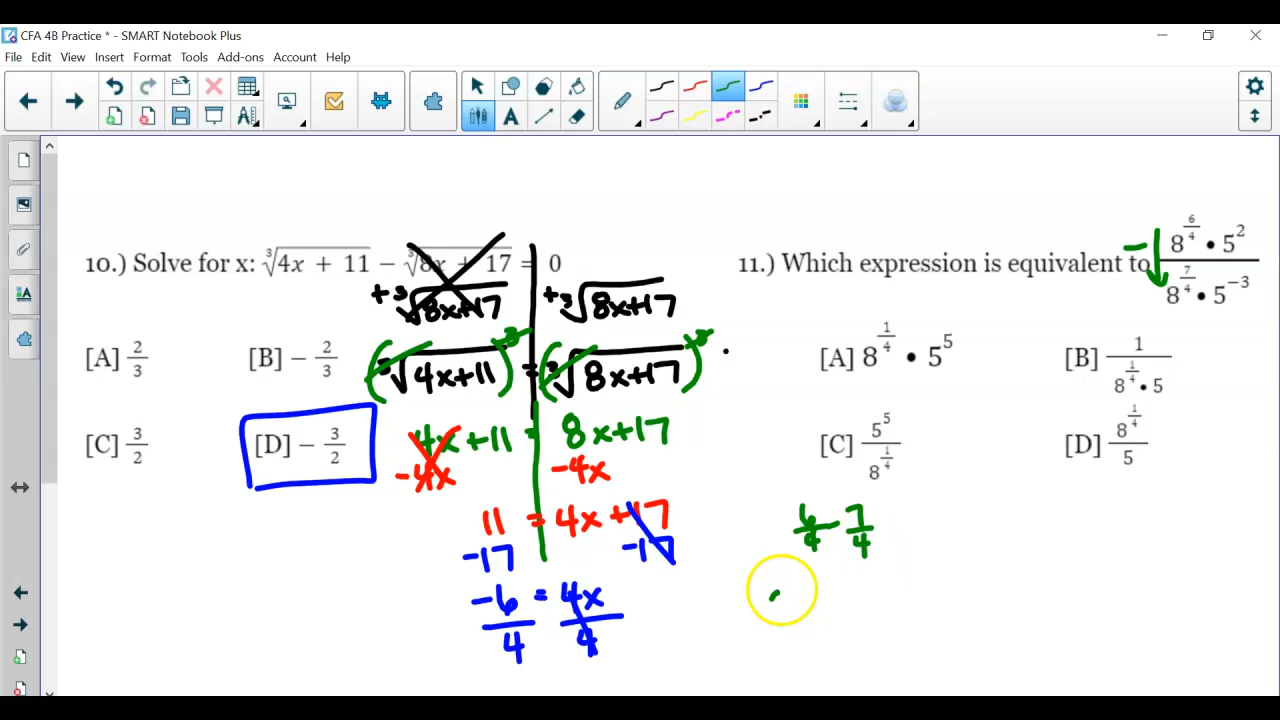 CFA 4B Practice * - SMART Notebook Plus
File Edit View Insert Format Tools Add-ons Account Help
10.) Solve for x: ∛(4x + 11) − ∛(8x + 17) = 0
+∛(8x+17) +∛(8x+17)
(∛(4x+11))³ = (∛(8x+17))³
[A] 2/3
[B] − 2/3
[C] 3/2
[D] − 3/2
4x+11 = 8x+17
-4x -4x
11 = 4x+17
-17 -17
-6 = 4x
4 4
11.) Which expression is equivalent to (8^(6/4) • 5^2)/(8^(7/4) • 5^(−3))
−
[A] 8^(1/4) • 5^5
[B] 1/(8^(1/4) • 5)
[C] 5^5/8^(1/4)
[D] 8^(1/4)/5
6/4 - 7/4